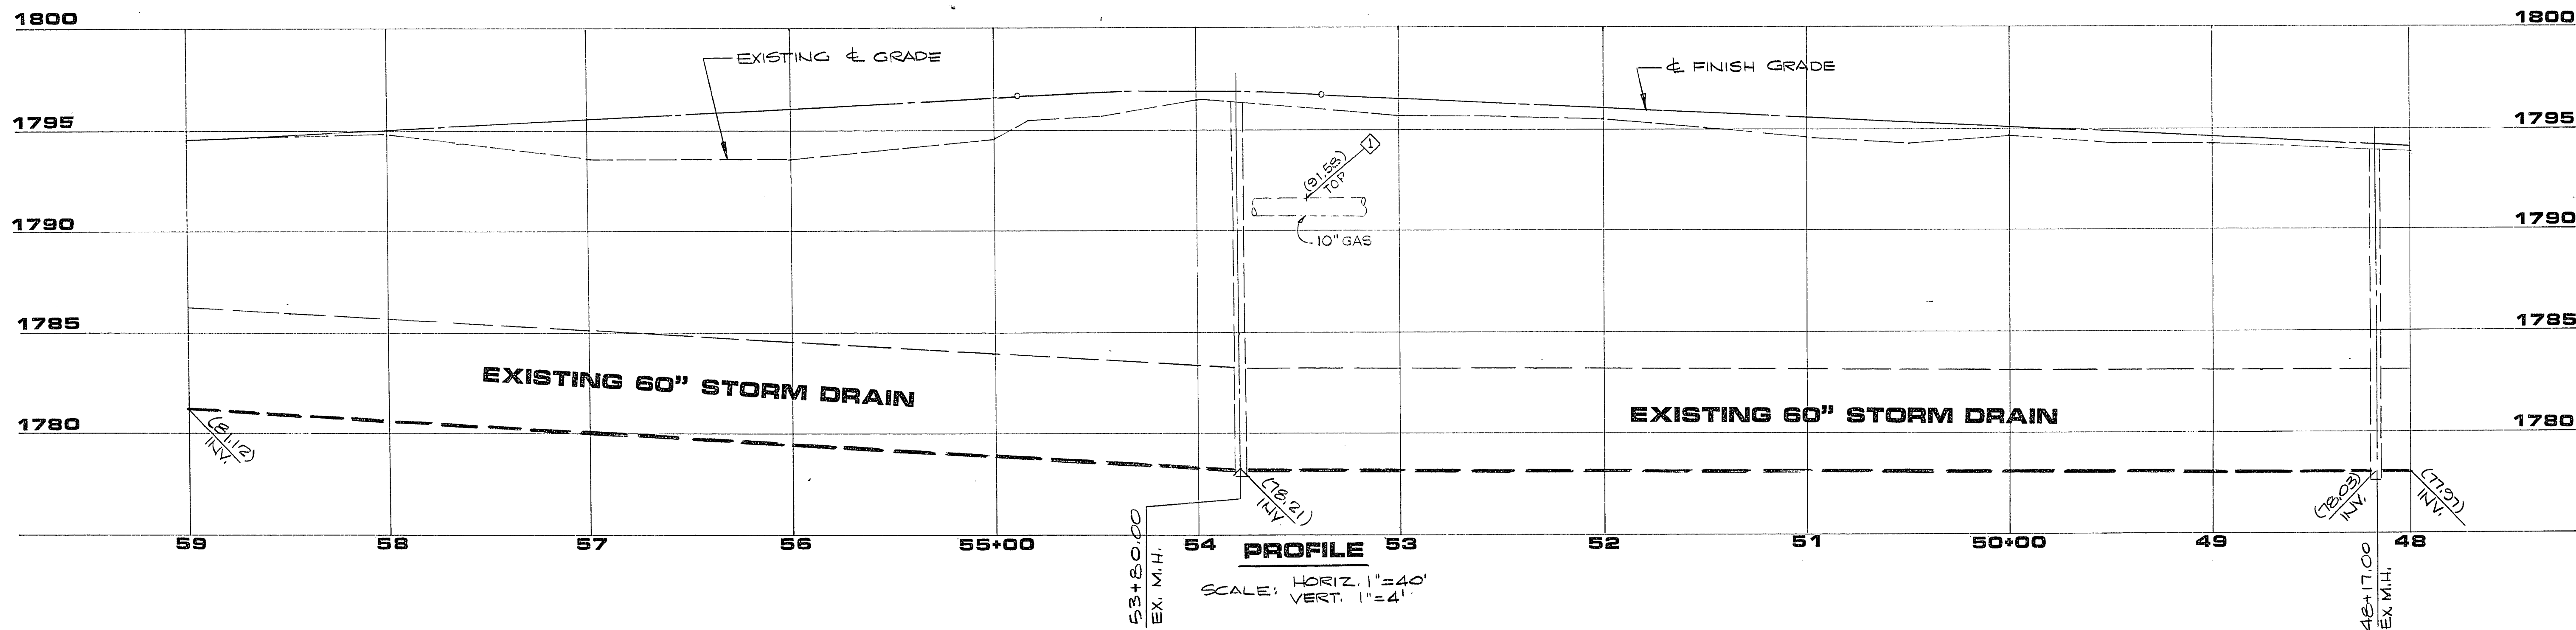 1800
1800
EXISTING ℄ GRADE
℄ FINISH GRADE
1795
1795
1
(91.58)
TOP
1790
1790
10" GAS
1785
1785
EXISTING 60" STORM DRAIN
EXISTING 60" STORM DRAIN
1780
1780
(81.12)
INV.
(78.21)
INV
(78.03)
INV.
(77.97)
INV.
59
58
57
56
55+00
54
53
52
51
50+00
49
48
53+80.00
EX. M.H.
PROFILE
SCALE: HORIZ. 1"=40'
VERT. 1"=4'
48+17.00
EX M.H.